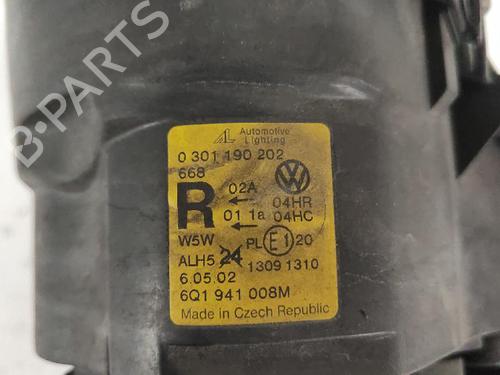 B-PARTS
AL Automotive Lighting
0 301 190 202
668
R 02A 04HR
01 1a 04HC
W5W PL E1 20
ALH5 24 1309 1310
6.05.02
6Q1 941 008M
Made in Czech Republic